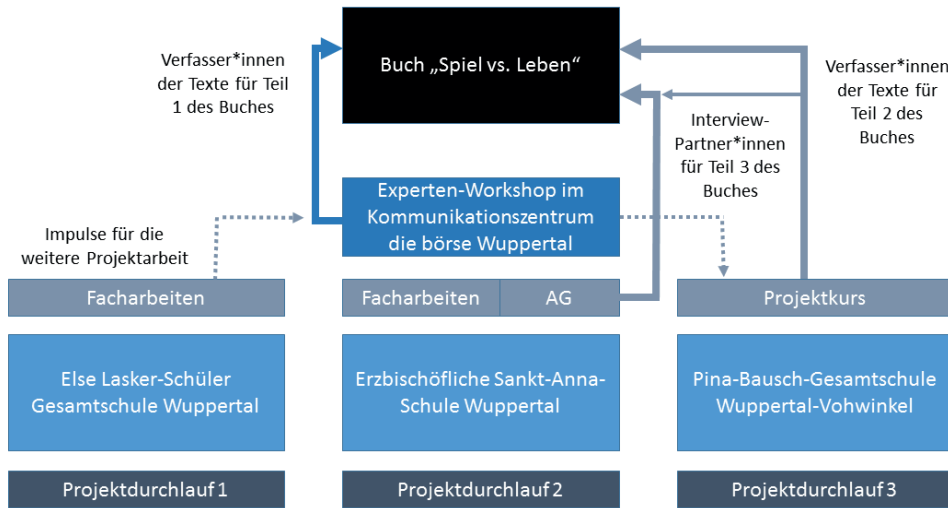 Verfasser*innen
der Texte für Teil
1 des Buches
Buch „Spiel vs. Leben“
Verfasser*innen
der Texte für
Teil 2 des
Buches
Interview-
Partner*innen
für Teil 3 des
Buches
Experten-Workshop im
Kommunikationszentrum
die börse Wuppertal
Impulse für die
weitere Projektarbeit
Facharbeiten
Facharbeiten
AG
Projektkurs
Else Lasker-Schüler
Gesamtschule Wuppertal
Erzbischöfliche Sankt-Anna-
Schule Wuppertal
Pina-Bausch-Gesamtschule
Wuppertal-Vohwinkel
Projektdurchlauf 1
Projektdurchlauf 2
Projektdurchlauf 3